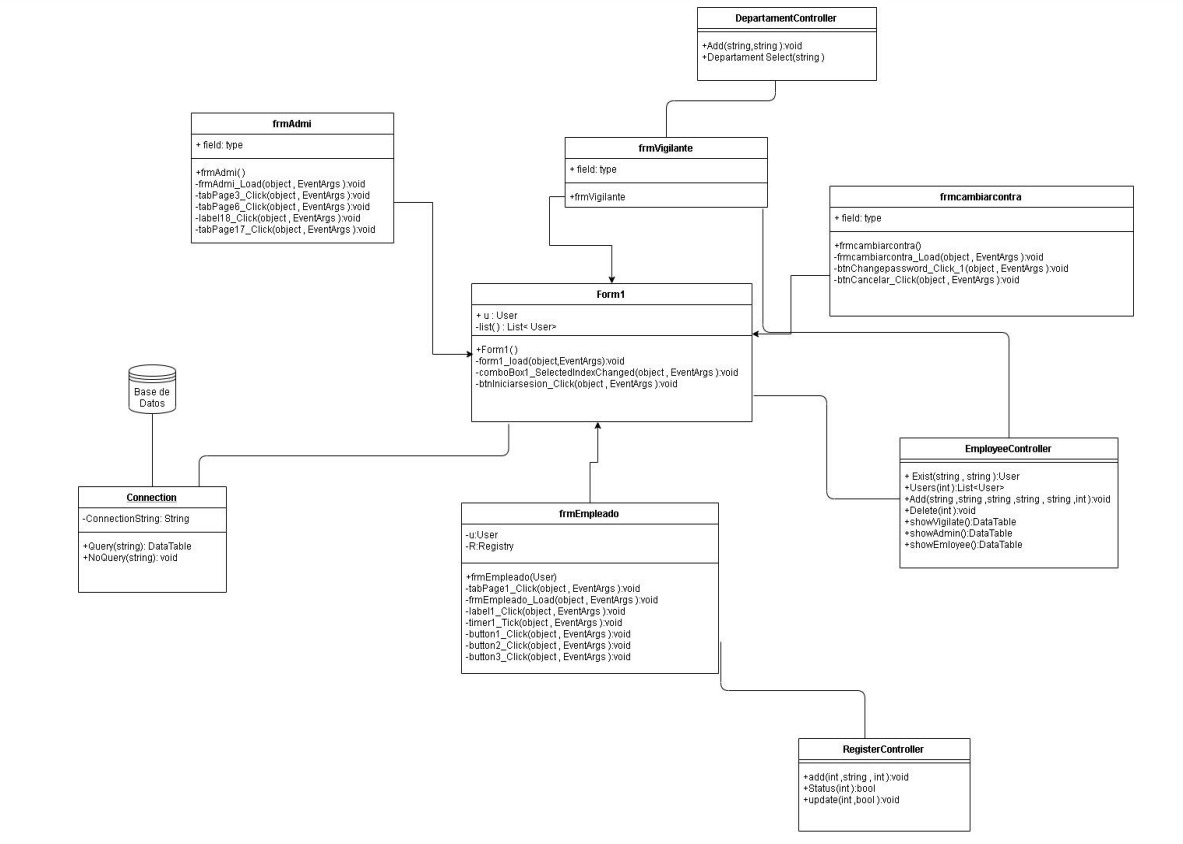 DepartamentController
+Add(string,string ):void
+Departament Select(string )
frmAdmi
+ field: type
+frmAdmi( )
-frmAdmi_Load(object , EventArgs ):void
-tabPage3_Click(object , EventArgs ):void
-tabPage6_Click(object , EventArgs ):void
-label18_Click(object , EventArgs ):void
-tabPage17_Click(object , EventArgs ):void
frmVigilante
+ field: type
+frmVigilante
frmcambiarcontra
+ field: type
+frmcambiarcontra()
-frmcambiarcontra_Load(object , EventArgs ):void
-btnChangepassword_Click_1(object , EventArgs ):void
-btnCancelar_Click(object , EventArgs ):void
Form1
+ u : User
-list() : List< User>
+Form1( )
-form1_load(object,EventArgs):void
-comboBox1_SelectedIndexChanged(object , EventArgs ):void
-btnIniciarsesion_Click(object , EventArgs ):void
Base de
Datos
Connection
-ConnectionString: String
+Query(string): DataTable
+NoQuery(string): void
EmployeeController
+ Exist(string , string ):User
+Users(int ):List<User>
+Add(string ,string ,string ,string , string ,int ):void
+Delete(int ):void
+showVigilate():DataTable
+showAdmin():DataTable
+showEmloyee():DataTable
frmEmpleado
-u:User
-R:Registry
+frmEmpleado(User)
-tabPage1_Click(object , EventArgs ):void
-frmEmpleado_Load(object , EventArgs ):void
-label1_Click(object , EventArgs ):void
-timer1_Tick(object , EventArgs ):void
-button1_Click(object , EventArgs ):void
-button2_Click(object , EventArgs ):void
-button3_Click(object , EventArgs ):void
RegisterController
+add(int ,string , int ):void
+Status(int ):bool
+update(int ,bool ):void